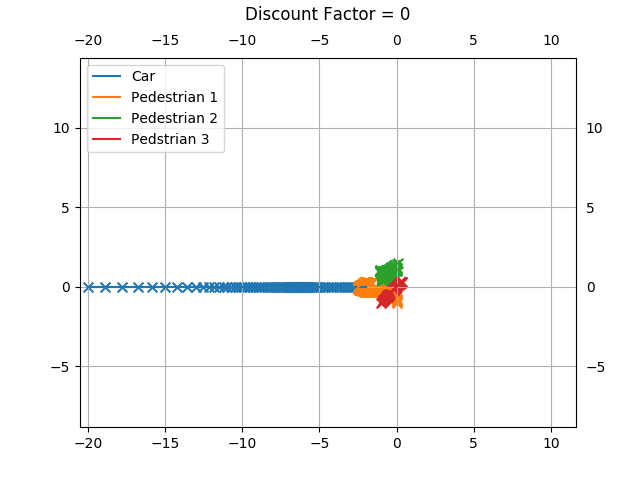 Discount Factor = 0
−20 −15 −10 −5 0 5 10
Car
Pedestrian 1
Pedestrian 2
Pedstrian 3
10 10
5 5
0 0
−5 −5
−20 −15 −10 −5 0 5 10